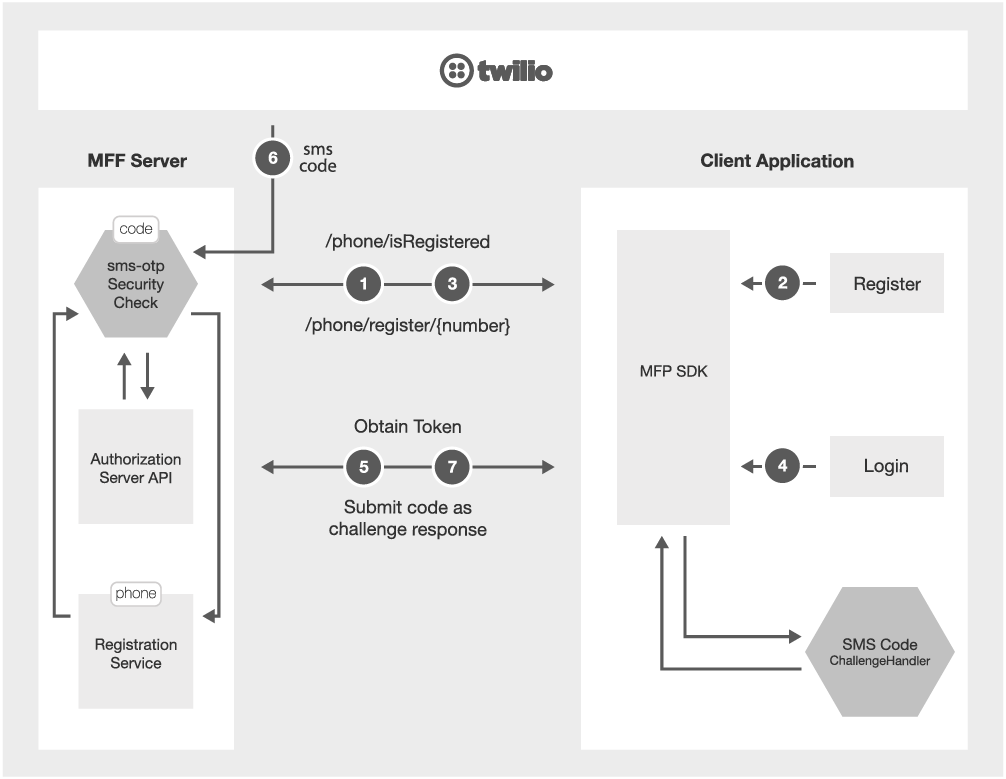 twilio
MFF Server
6
sms
code
Client Application
code
sms-otp
Security
Check
/phone/isRegistered
1
3
/phone/register/{number}
2
Register
MFP SDK
Authorization
Server API
Obtain Token
5
7
Submit code as
challenge response
4
Login
phone
Registration
Service
SMS Code
ChallengeHandler